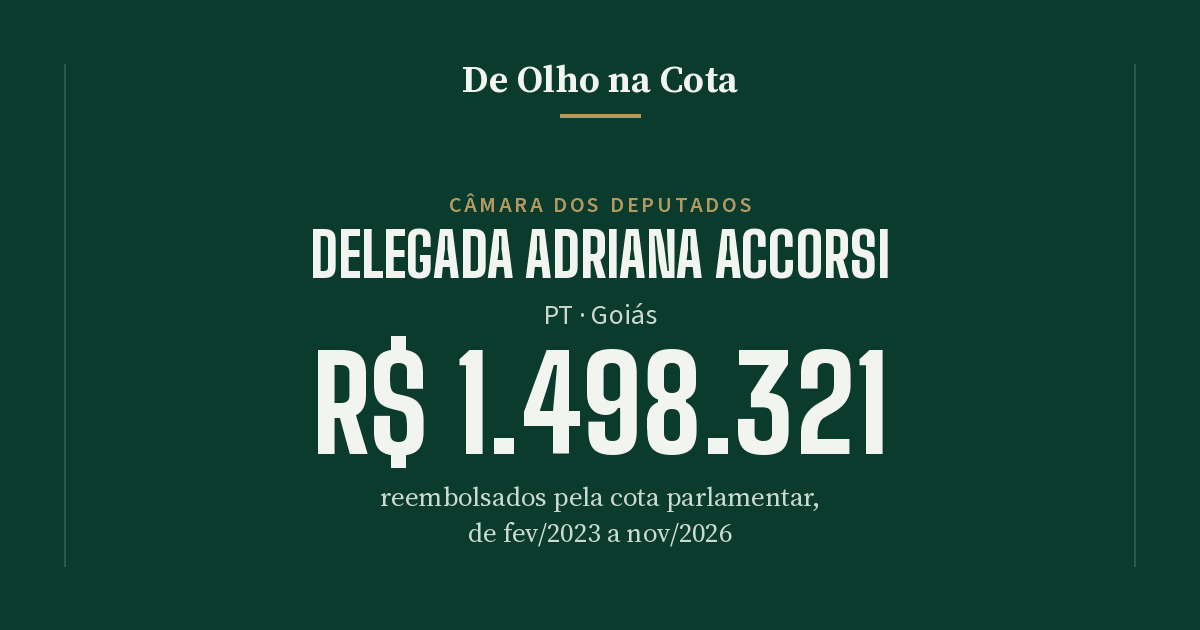 De Olho na Cota
CÂMARA DOS DEPUTADOS
DELEGADA ADRIANA ACCORSI
PT · Goiás
R$ 1.498.321
reembolsados pela cota parlamentar,
de fev/2023 a nov/2026